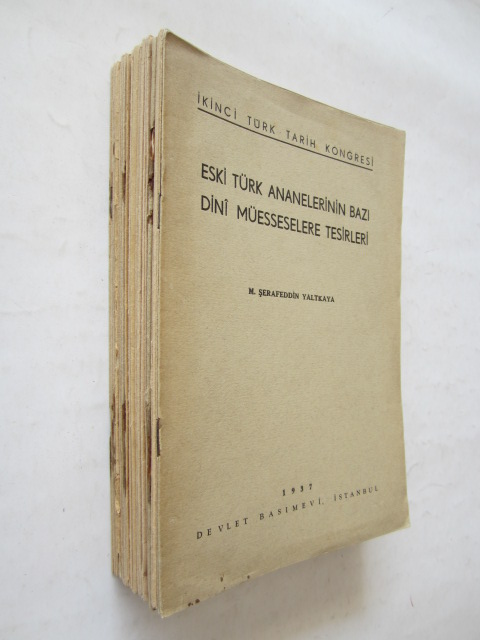 İKİNCİ TÜRK TARİH KONGRESİ
ESKİ TÜRK ANANELERİNİN BAZI
DİNÎ MÜESSESELERE TESİRLERİ
M. ŞERAFEDDİN YALTKAYA
1937
DEVLET BASIMEVİ, İSTANBUL